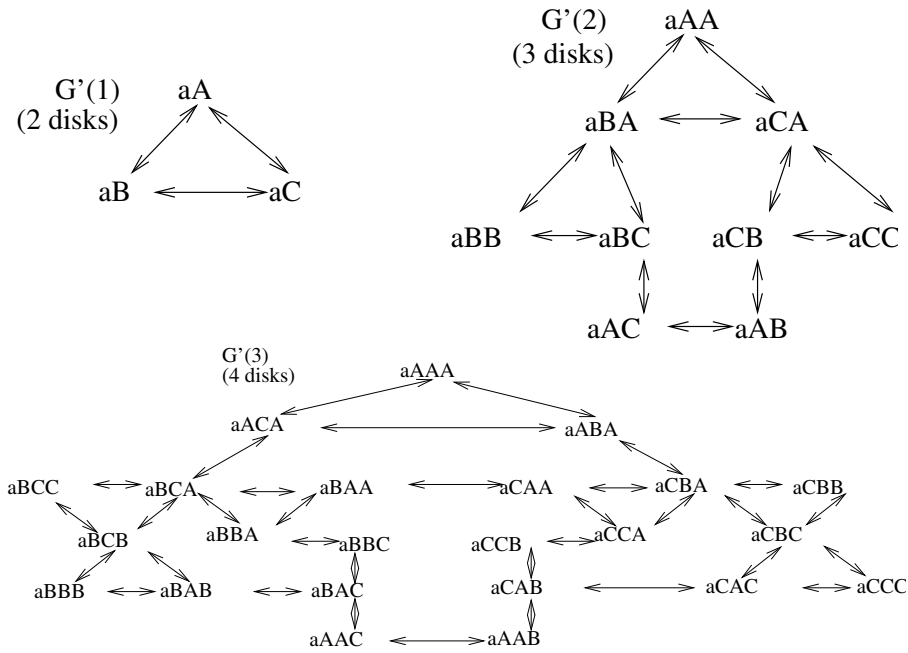 G'(1)
(2 disks)
aA
aB aC
G'(2)
(3 disks)
aAA
aBA aCA
aBB aBC aCB aCC
aAC aAB
G'(3)
(4 disks)
aAAA
aACA aABA
aBCC aBCA aBAA aCAA aCBA aCBB
aBCB aBBA aBBC aCCB aCCA aCBC
aBBB aBAB aBAC aCAB aCAC aCCC
aAAC aAAB